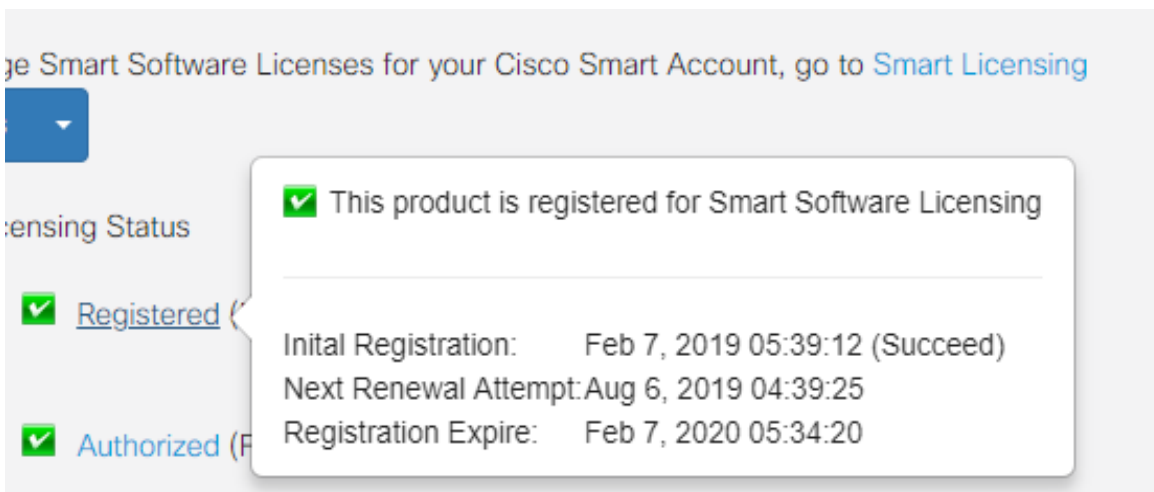 ge Smart Software Licenses for your Cisco Smart Account, go to Smart Licensing
This product is registered for Smart Software Licensing
ensing Status
Registered (
Inital Registration: Feb 7, 2019 05:39:12 (Succeed)
Next Renewal Attempt:Aug 6, 2019 04:39:25
Registration Expire: Feb 7, 2020 05:34:20
Authorized (